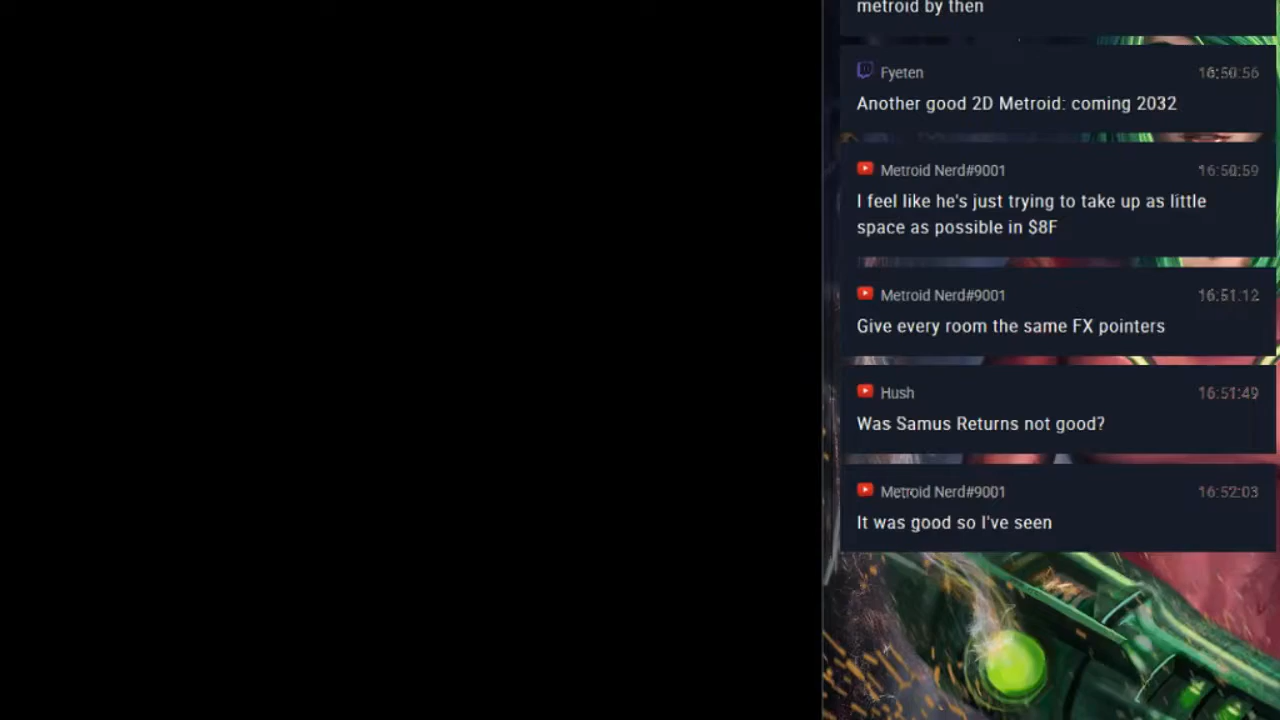 metroid by then
Fyeten 16:50:56
Another good 2D Metroid: coming 2032
Metroid Nerd#9001 16:50:59
I feel like he's just trying to take up as little
space as possible in $8F
Metroid Nerd#9001 16:51:12
Give every room the same FX pointers
Hush 16:51:49
Was Samus Returns not good?
Metroid Nerd#9001 16:52:03
It was good so I've seen